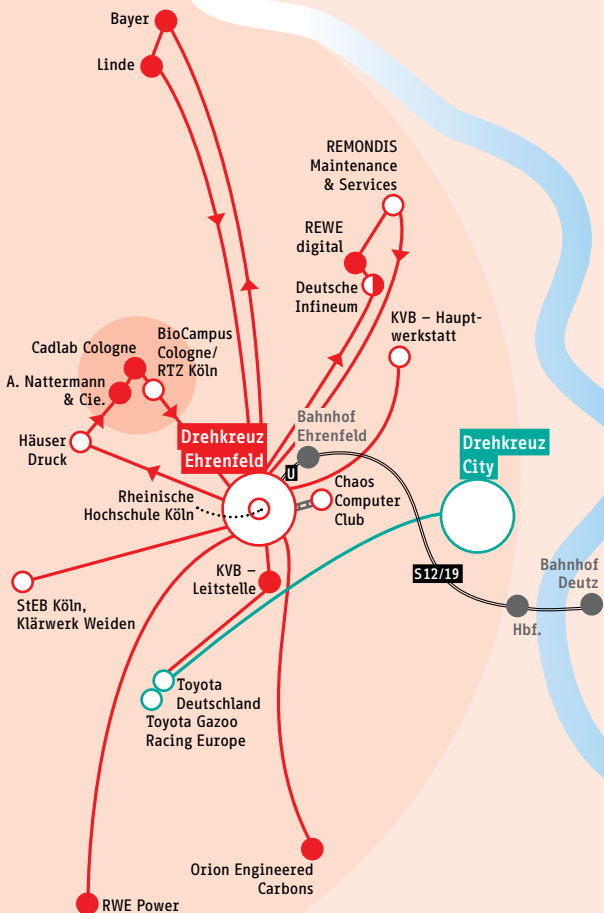 Bayer
Linde
REMONDIS
Maintenance
& Services
REWE
digital
Deutsche
Infineum
KVB – Haupt-
werkstatt
BioCampus
Cologne/
RTZ Köln
Cadlab Cologne
A. Nattermann
& Cie.
Häuser
Druck
Drehkreuz
Ehrenfeld
Bahnhof
Ehrenfeld
U
Drehkreuz
City
Rheinische
Hochschule Köln
Chaos
Computer
Club
KVB –
Leitstelle
S12/19
Bahnhof
Deutz
Hbf.
StEB Köln,
Klärwerk Weiden
Toyota
Deutschland
Toyota Gazoo
Racing Europe
Orion Engineered
Carbons
RWE Power